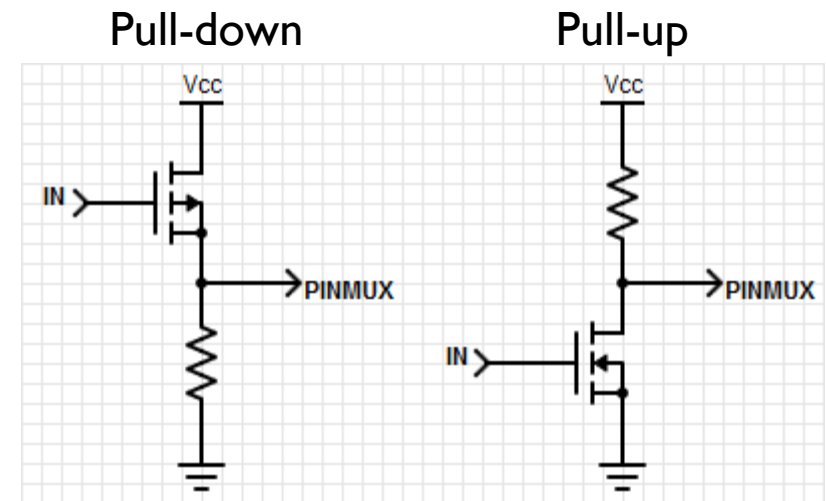 Pull-down
Pull-up
Vcc
Vcc
IN
PINMUX
PINMUX
IN